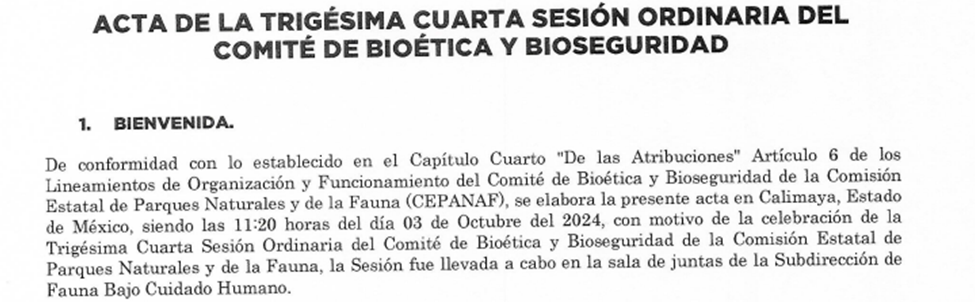 ACTA DE LA TRIGÉSIMA CUARTA SESIÓN ORDINARIA DEL
COMITÉ DE BIOÉTICA Y BIOSEGURIDAD
1. BIENVENIDA.
De conformidad con lo establecido en el Capítulo Cuarto "De las Atribuciones" Artículo 6 de los
Lineamientos de Organización y Funcionamiento del Comité de Bioética y Bioseguridad de la Comisión
Estatal de Parques Naturales y de la Fauna (CEPANAF), se elabora la presente acta en Calimaya, Estado
de México, siendo las 11:20 horas del día 03 de Octubre del 2024, con motivo de la celebración de la
Trigésima Cuarta Sesión Ordinaria del Comité de Bioética y Bioseguridad de la Comisión Estatal de
Parques Naturales y de la Fauna, la Sesión fue llevada a cabo en la sala de juntas de la Subdirección de
Fauna Bajo Cuidado Humano.